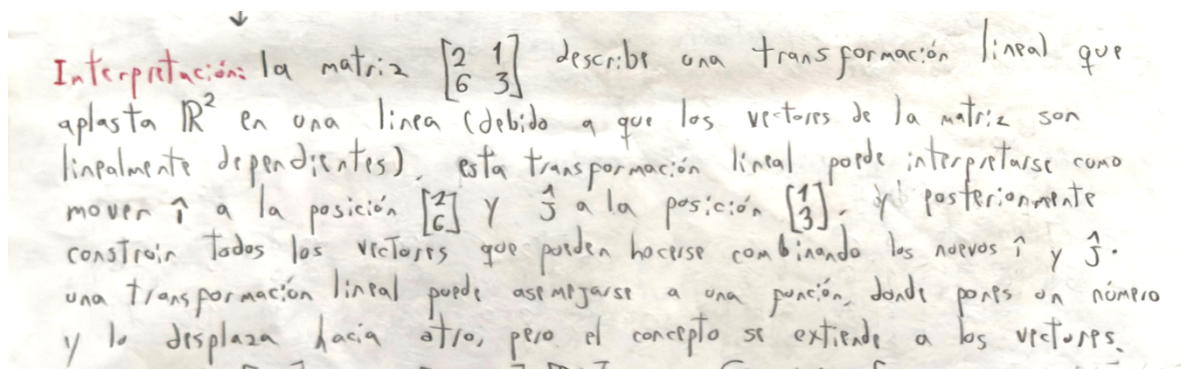 Interpretación: la matriz [2 1; 6 3] describe una transformación lineal que
aplasta ℝ² en una linea (debido a que los vectores de la matriz son
linealmente dependientes). esta transformación lineal puede interpretarse como
mover î a la posición [2; 6] y ĵ a la posición [1; 3]. y posteriormente
construir todos los vectores que pueden hacerse combinando los nuevos î y ĵ.
una transformación lineal puede asemejarse a una función, donde pones un número
y lo desplaza hacia otro, pero el concepto se extiende a los vectores.